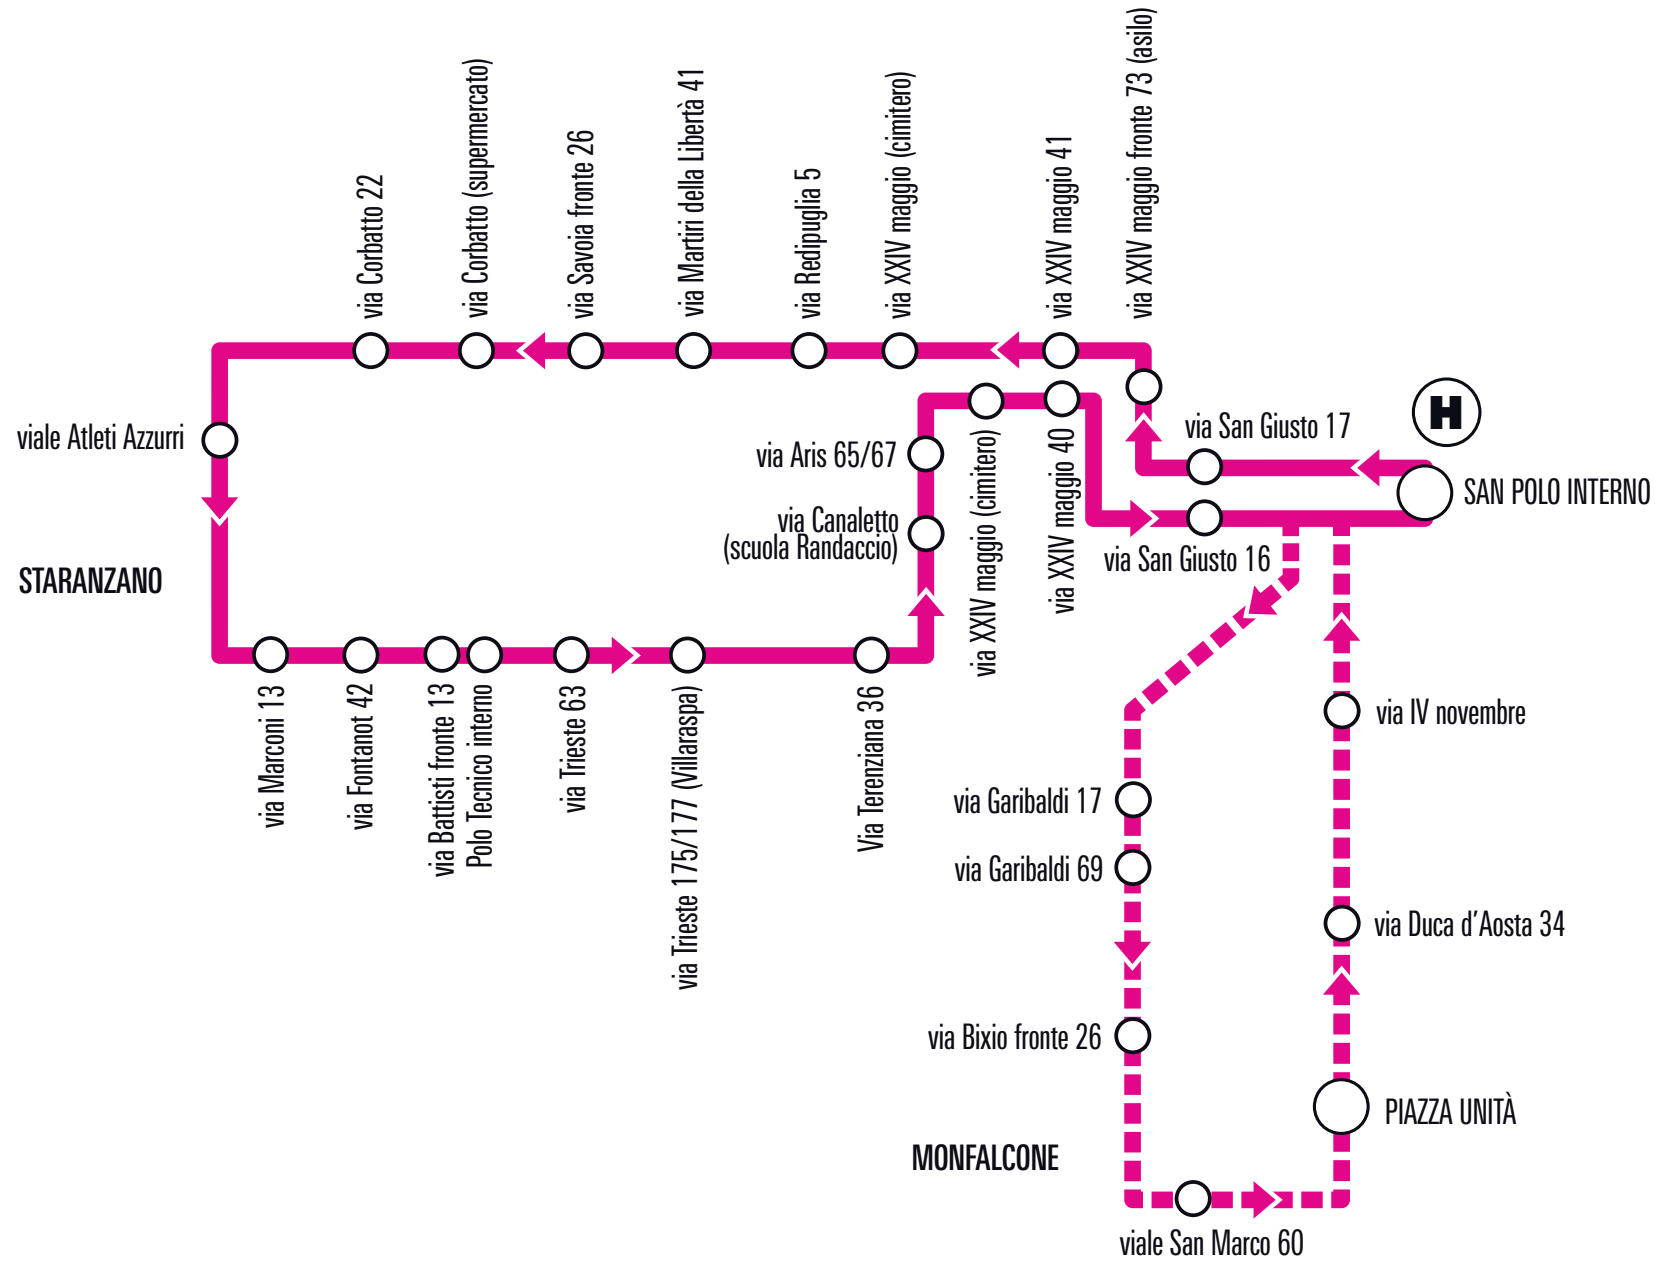 via Corbatto 22
via Corbatto (supermercato)
via Savoia fronte 26
via Martiri della Libertà 41
via Redipuglia 5
via XXIV maggio (cimitero)
via XXIV maggio 41
via XXIV maggio fronte 73 (asilo)
H
via San Giusto 17
viale Atleti Azzurri
via Aris 65/67
SAN POLO INTERNO
via Canaletto
(scuola Randaccio)
via XXIV maggio (cimitero)
via XXIV maggio 40
via San Giusto 16
STARANZANO
via Marconi 13
via Fontanot 42
via Battisti fronte 13
Polo Tecnico interno
via Trieste 63
via Trieste 175/177 (Villaraspa)
Via Terenziana 36
via IV novembre
via Garibaldi 17
via Garibaldi 69
via Duca d'Aosta 34
via Bixio fronte 26
PIAZZA UNITÀ
MONFALCONE
viale San Marco 60